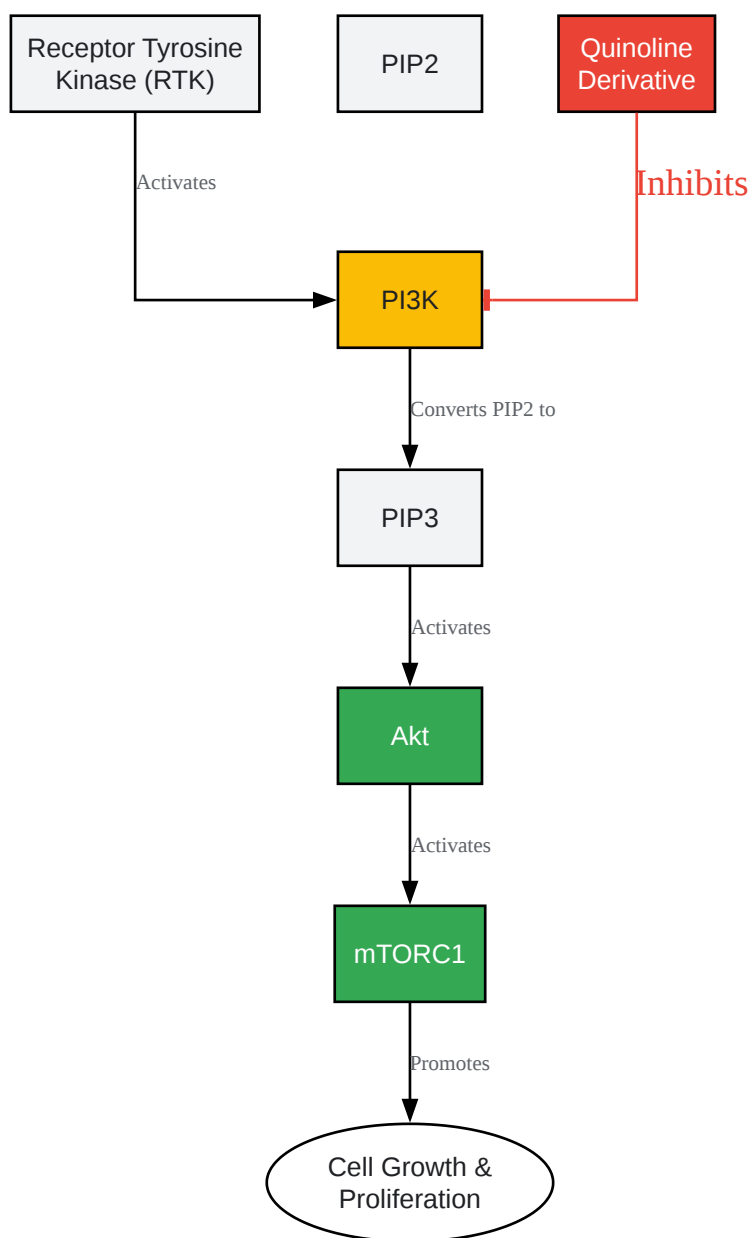 Receptor Tyrosine
Kinase (RTK)
PIP2
Quinoline
Derivative
Activates
Inhibits
PI3K
Converts PIP2 to
PIP3
Activates
Akt
Activates
mTORC1
Promotes
Cell Growth &
Proliferation